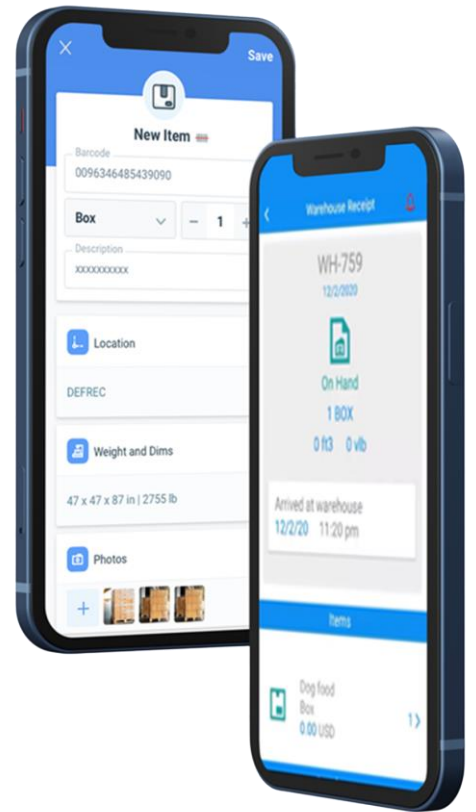 Save
New Item
Barcode
0096346485439090
Box
1
Description
xxxxxxxxxx
Location
DEFREC
Weight and Dims
47 x 47 x 87 in | 2755 lb
Photos
Warehouse Receipt
WH-759
12/2/2020
On Hand
1 BOX
0 ft3 0 vlb
Arrived at warehouse
12/2/20 11:20 pm
Items
Dog food
Box
0.00 USD
1